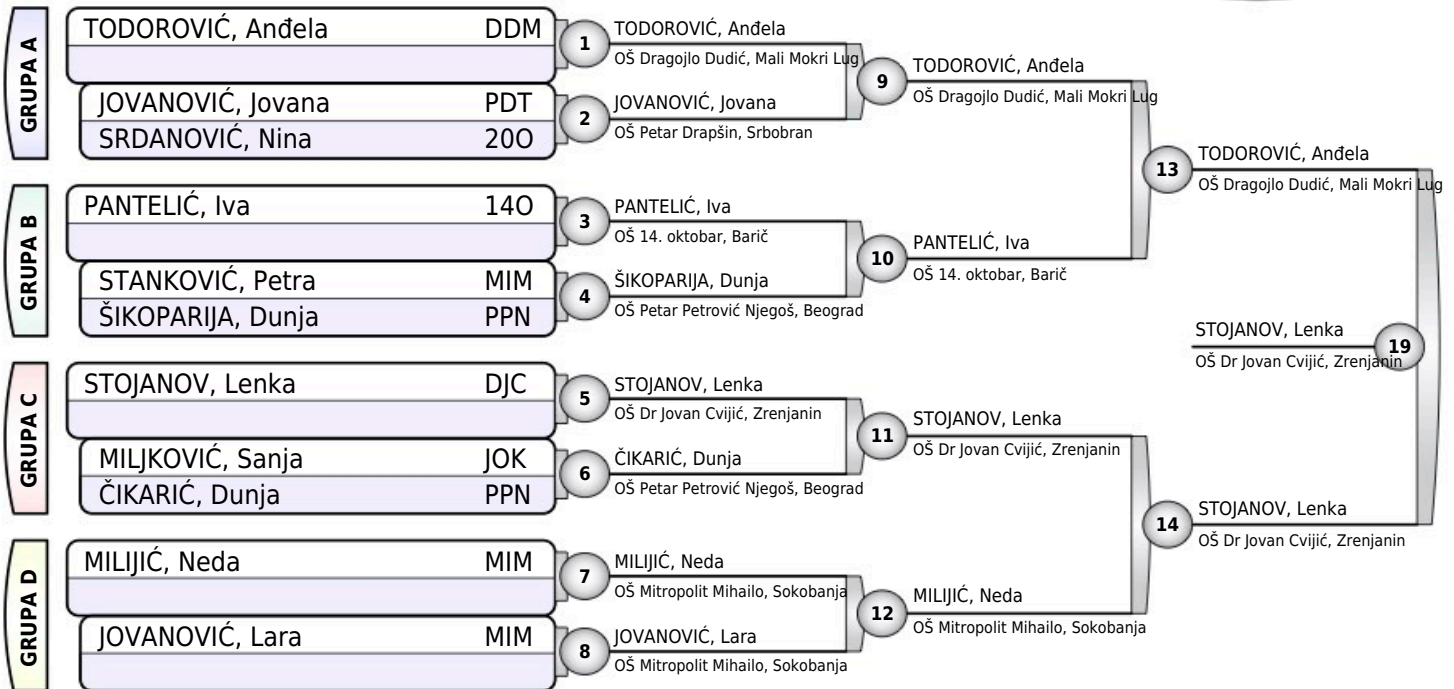 GRUPA A
TODOROVIĆ, Anđela DDM
JOVANOVIĆ, Jovana PDT
SRDANOVIĆ, Nina 20O
GRUPA B
PANTELIĆ, Iva 14O
STANKOVIĆ, Petra MIM
ŠIKOPARIJA, Dunja PPN
GRUPA C
STOJANOV, Lenka DJC
MILJKOVIĆ, Sanja JOK
ČIKARIĆ, Dunja PPN
GRUPA D
MILIJIĆ, Neda MIM
JOVANOVIĆ, Lara MIM
1
TODOROVIĆ, Anđela
OŠ Dragojlo Dudić, Mali Mokri Lug
2
JOVANOVIĆ, Jovana
OŠ Petar Drapšin, Srbobran
3
PANTELIĆ, Iva
OŠ 14. oktobar, Barič
4
ŠIKOPARIJA, Dunja
OŠ Petar Petrović Njegoš, Beograd
5
STOJANOV, Lenka
OŠ Dr Jovan Cvijić, Zrenjanin
6
ČIKARIĆ, Dunja
OŠ Petar Petrović Njegoš, Beograd
7
MILIJIĆ, Neda
OŠ Mitropolit Mihailo, Sokobanja
8
JOVANOVIĆ, Lara
OŠ Mitropolit Mihailo, Sokobanja
9
TODOROVIĆ, Anđela
OŠ Dragojlo Dudić, Mali Mokri Lug
10
PANTELIĆ, Iva
OŠ 14. oktobar, Barič
11
STOJANOV, Lenka
OŠ Dr Jovan Cvijić, Zrenjanin
12
MILIJIĆ, Neda
OŠ Mitropolit Mihailo, Sokobanja
13
TODOROVIĆ, Anđela
OŠ Dragojlo Dudić, Mali Mokri Lug
14
STOJANOV, Lenka
OŠ Dr Jovan Cvijić, Zrenjanin
STOJANOV, Lenka
19
OŠ Dr Jovan Cvijić, Zrenjanin